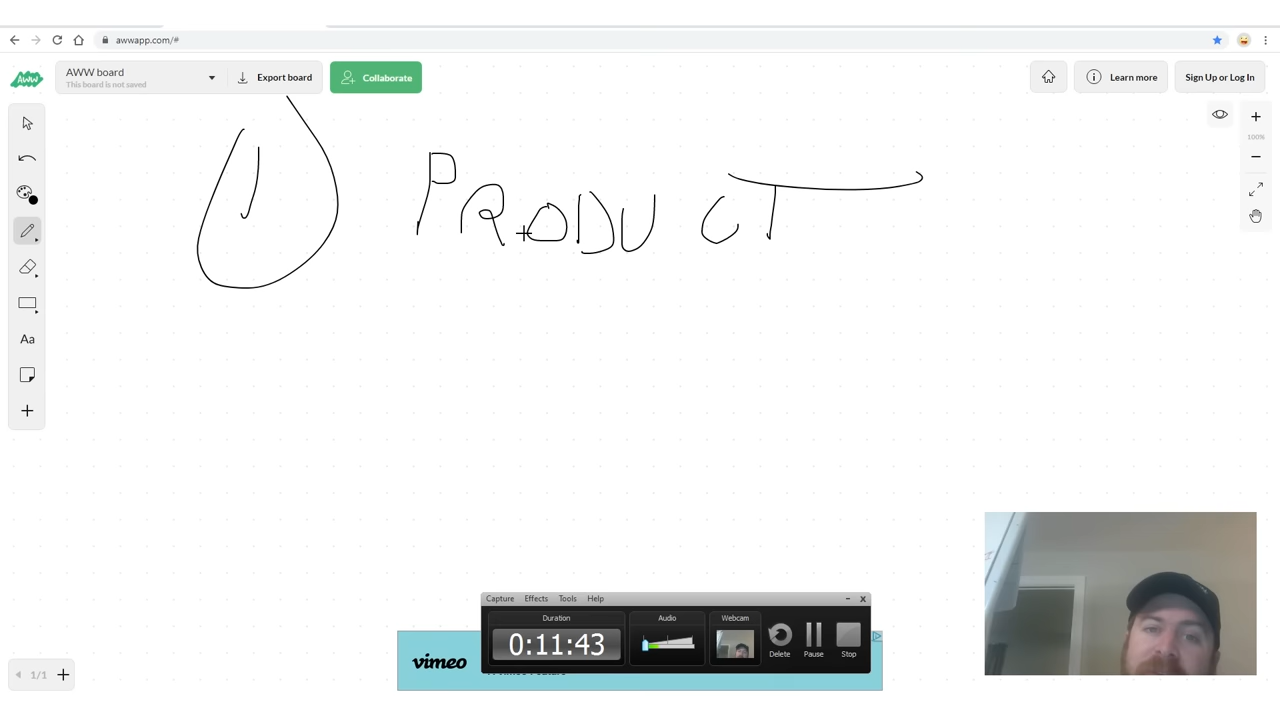 awwapp.com/#
AWW AWW board
This board is not saved
Export board
Collaborate
Learn more
Sign Up or Log In
100%
1 PRODUCT
Aa
Capture Effects Tools Help
Duration Audio Webcam
0:11:43
Delete Pause Stop
vimeo
1/1